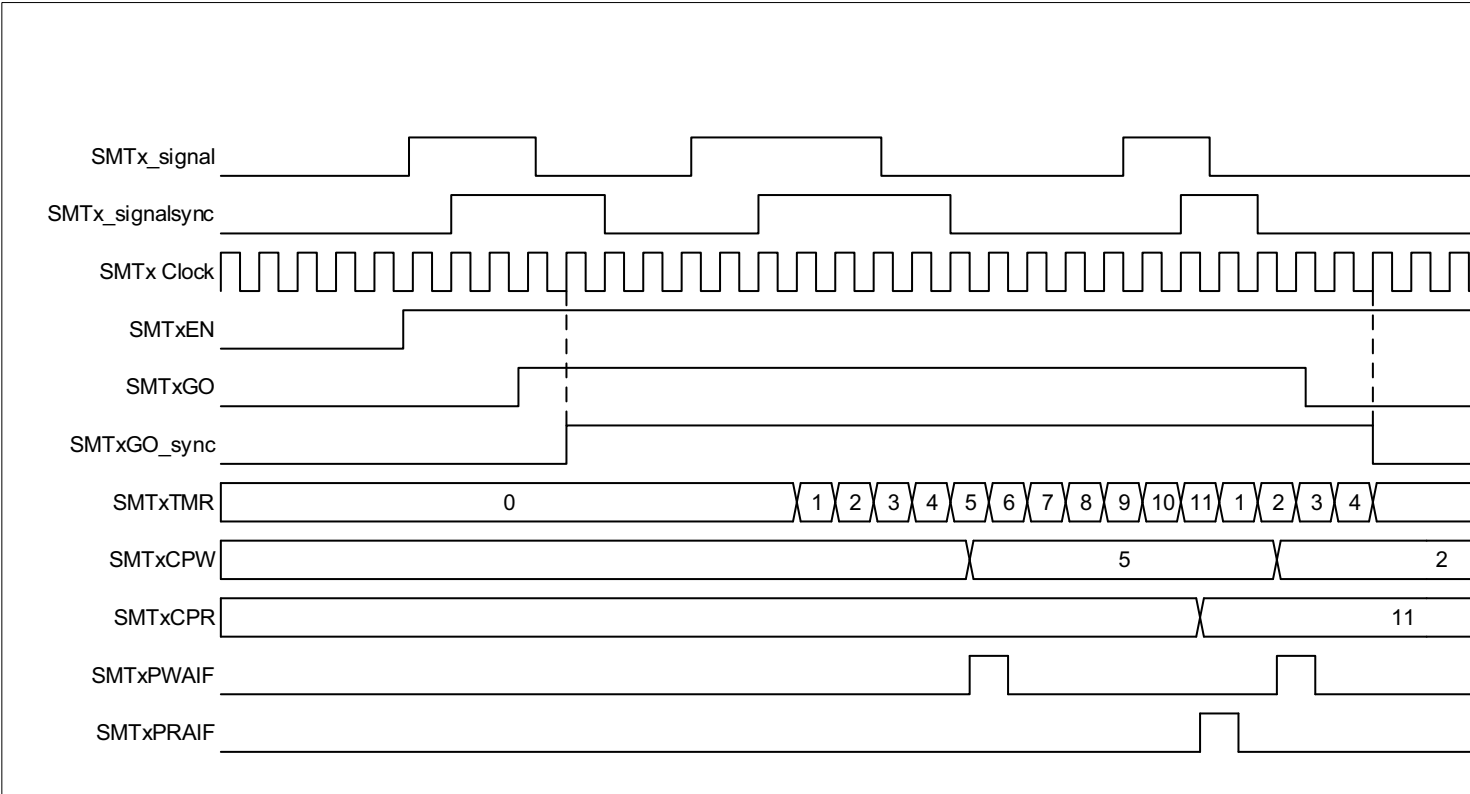 SMTx_signal
SMTx_signalsync
SMTx Clock
SMTxEN
SMTxGO
SMTxGO_sync
SMTxTMR 0 1 2 3 4 5 6 7 8 9 10 11 1 2 3 4
SMTxCPW 5 2
SMTxCPR 11
SMTxPWAIF
SMTxPRAIF